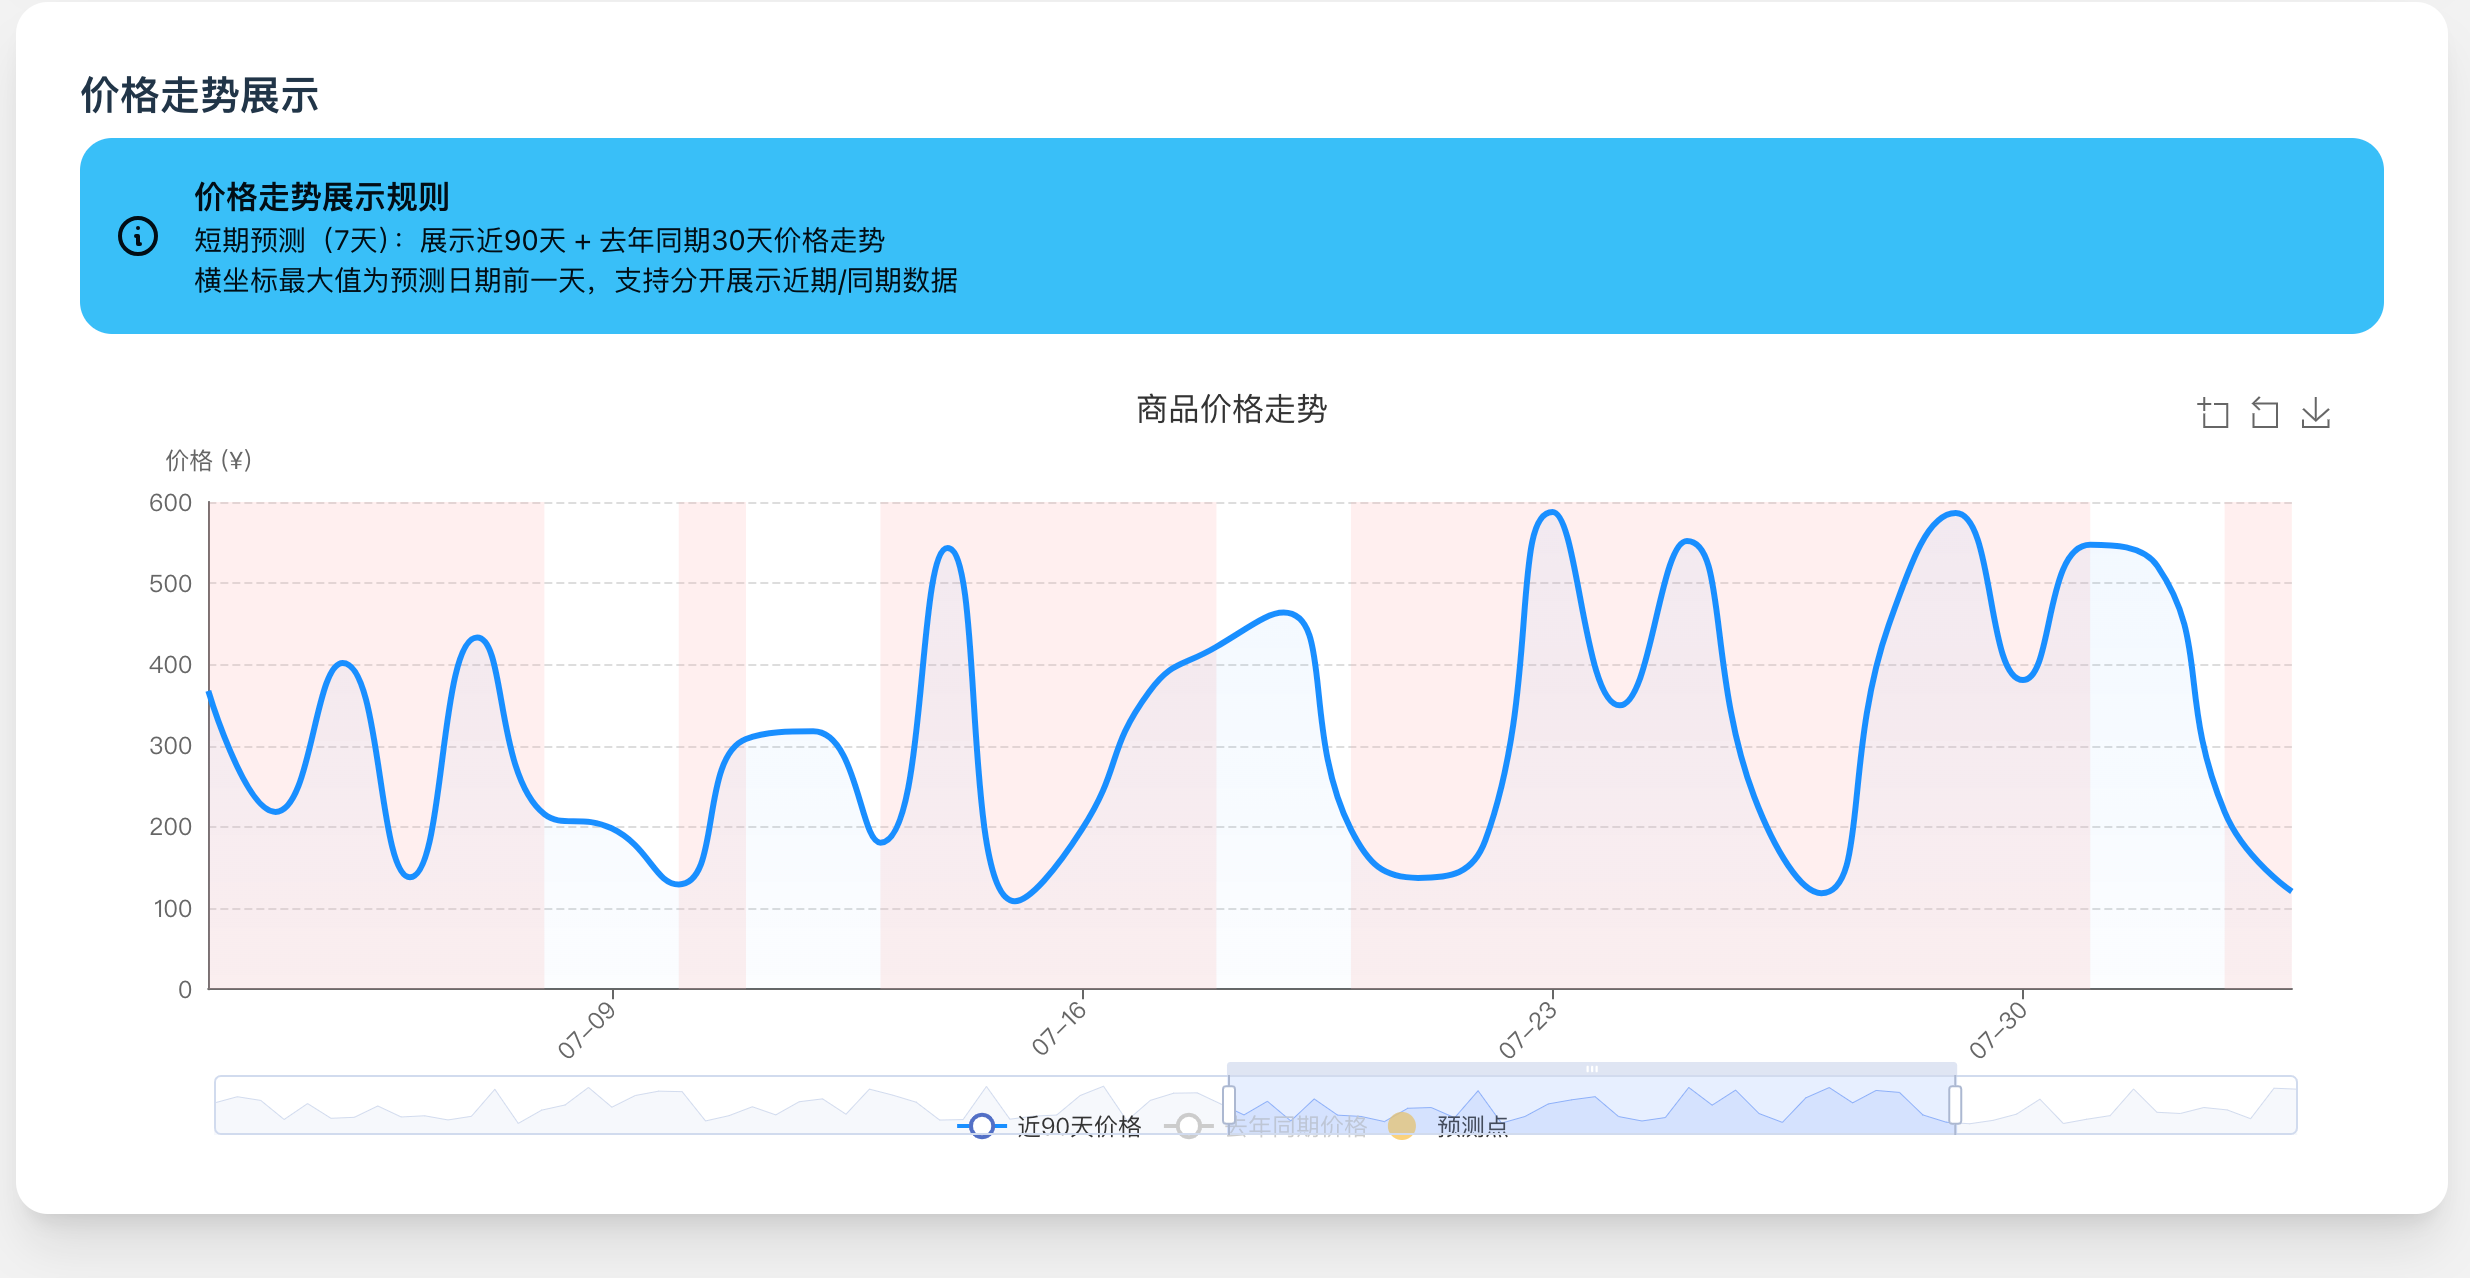 价格走势展示
价格走势展示规则
短期预测（7天）：展示近90天 + 去年同期30天价格走势
横坐标最大值为预测日期前一天，支持分开展示近期/同期数据
商品价格走势
价格 (¥)
600
500
400
300
200
100
0
07-09
07-16
07-23
07-30
近90天价格
去年同期价格
预测点